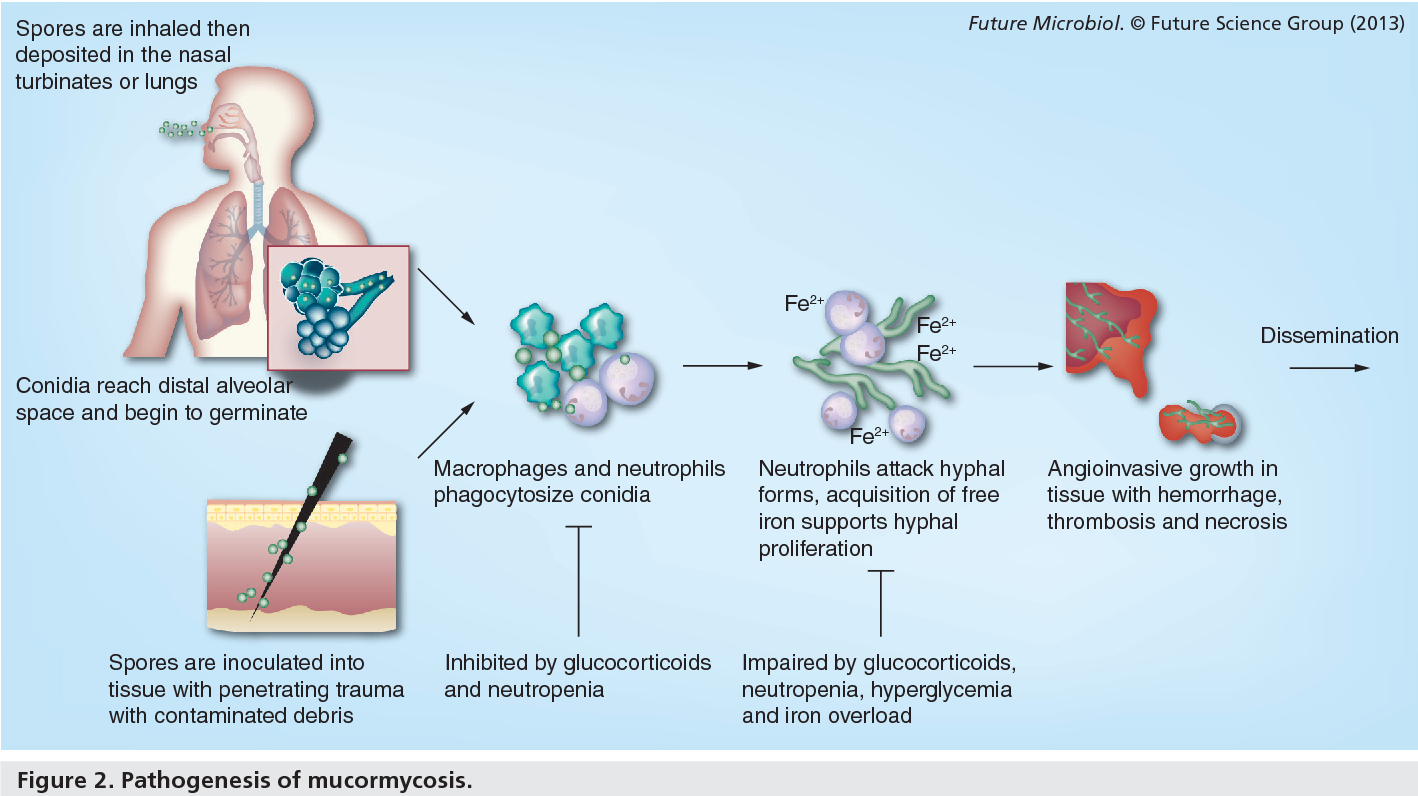 Spores are inhaled then
deposited in the nasal
turbinates or lungs
Future Microbiol. © Future Science Group (2013)
Conidia reach distal alveolar
space and begin to germinate
Spores are inoculated into
tissue with penetrating trauma
with contaminated debris
Macrophages and neutrophils
phagocytosize conidia
Inhibited by glucocorticoids
and neutropenia
Fe²⁺
Fe²⁺
Fe²⁺
Fe²⁺
Neutrophils attack hyphal
forms, acquisition of free
iron supports hyphal
proliferation
Impaired by glucocorticoids,
neutropenia, hyperglycemia
and iron overload
Angioinvasive growth in
tissue with hemorrhage,
thrombosis and necrosis
Dissemination
Figure 2. Pathogenesis of mucormycosis.